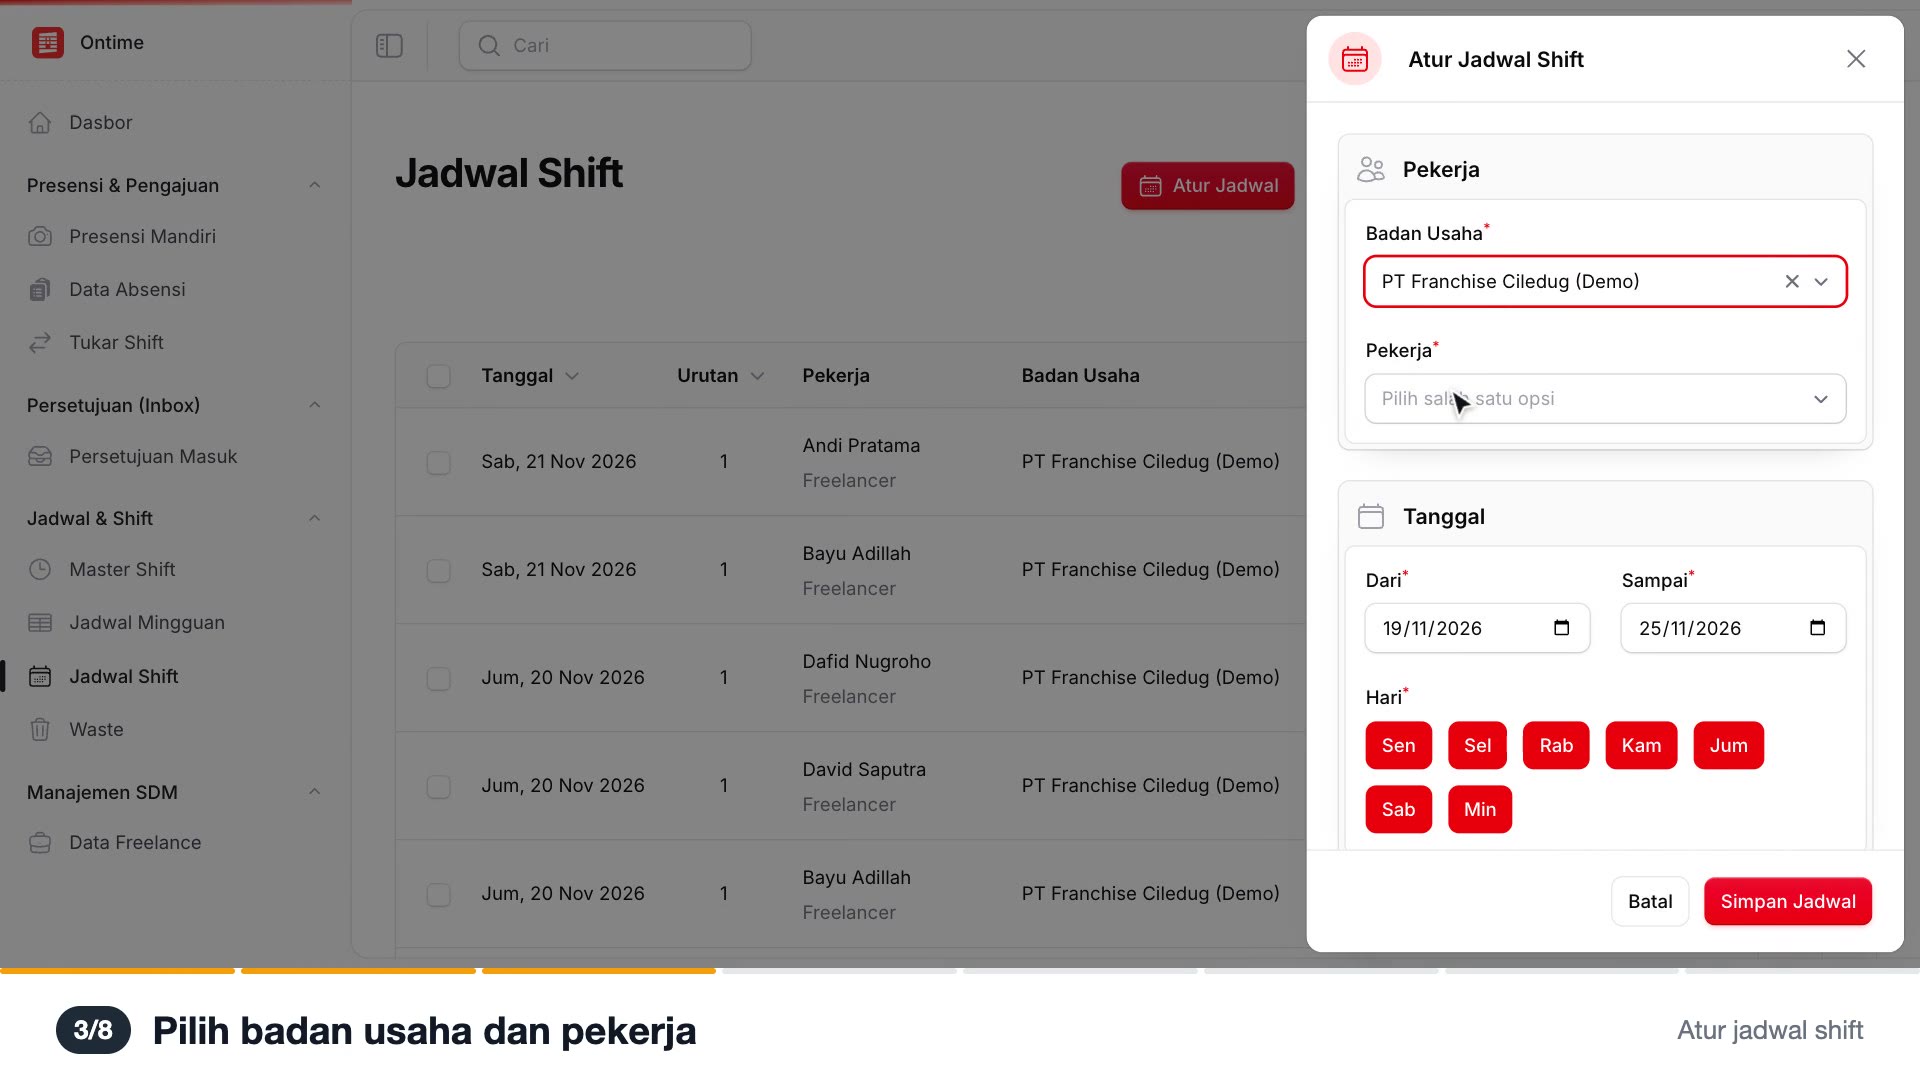 Ontime
Cari
Dasbor
Presensi & Pengajuan
Presensi Mandiri
Data Absensi
Tukar Shift
Persetujuan (Inbox)
Persetujuan Masuk
Jadwal & Shift
Master Shift
Jadwal Mingguan
Jadwal Shift
Waste
Manajemen SDM
Data Freelance
Jadwal Shift
Atur Jadwal
Tanggal Urutan Pekerja Badan Usaha
Sab, 21 Nov 2026 1 Andi Pratama PT Franchise Ciledug (Demo)
Freelancer
Sab, 21 Nov 2026 1 Bayu Adillah PT Franchise Ciledug (Demo)
Freelancer
Jum, 20 Nov 2026 1 Dafid Nugroho PT Franchise Ciledug (Demo)
Freelancer
Jum, 20 Nov 2026 1 David Saputra PT Franchise Ciledug (Demo)
Freelancer
Jum, 20 Nov 2026 1 Bayu Adillah PT Franchise Ciledug (Demo)
Freelancer
Atur Jadwal Shift
Pekerja
Badan Usaha*
PT Franchise Ciledug (Demo)
Pekerja*
Pilih salah satu opsi
Tanggal
Dari* Sampai*
19/11/2026 25/11/2026
Hari*
Sen Sel Rab Kam Jum
Sab Min
Batal Simpan Jadwal
3/8 Pilih badan usaha dan pekerja
Atur jadwal shift